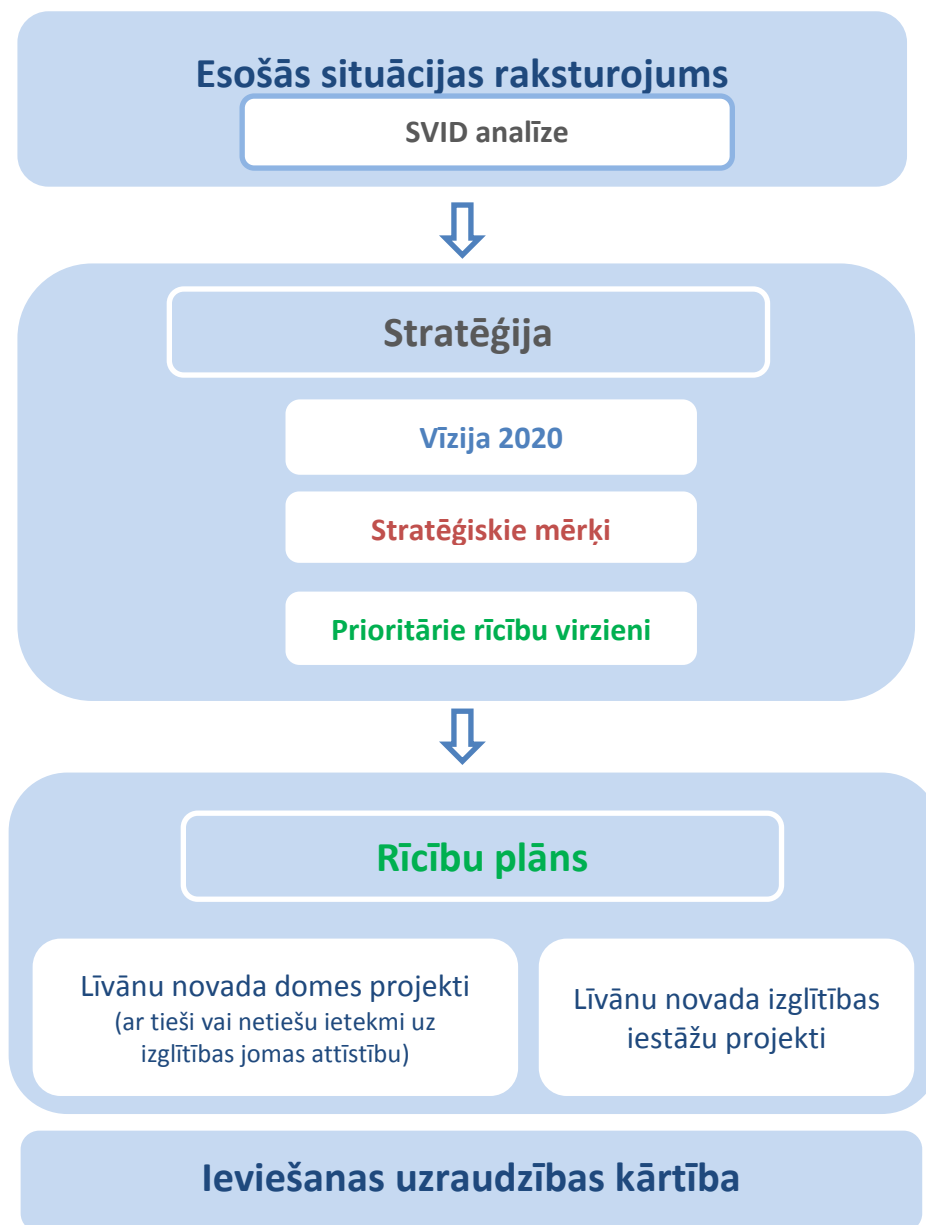 Esošās situācijas raksturojums
SVID analīze
Stratēģija
Vīzija 2020
Stratēģiskie mērķi
Prioritārie rīcību virzieni
Rīcību plāns
Līvānu novada domes projekti
(ar tieši vai netiešu ietekmi uz
izglītības jomas attīstību)
Līvānu novada izglītības
iestāžu projekti
Ieviešanas uzraudzības kārtība